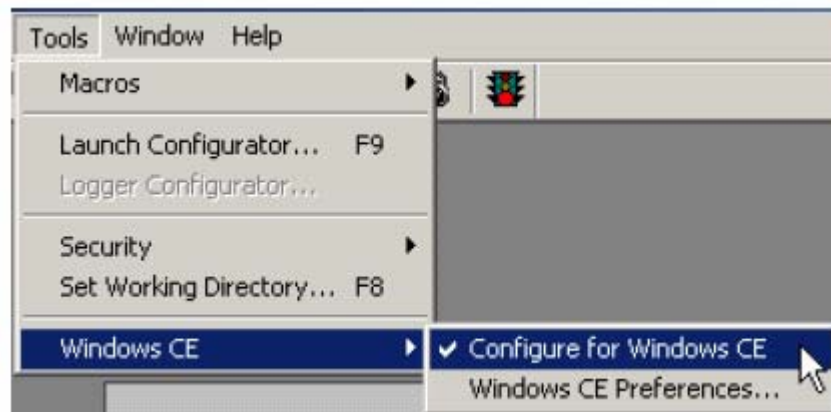 Tools Window Help
Macros
Launch Configurator... F9
Logger Configurator...
Security
Set Working Directory... F8
Windows CE
Configure for Windows CE
Windows CE Preferences...